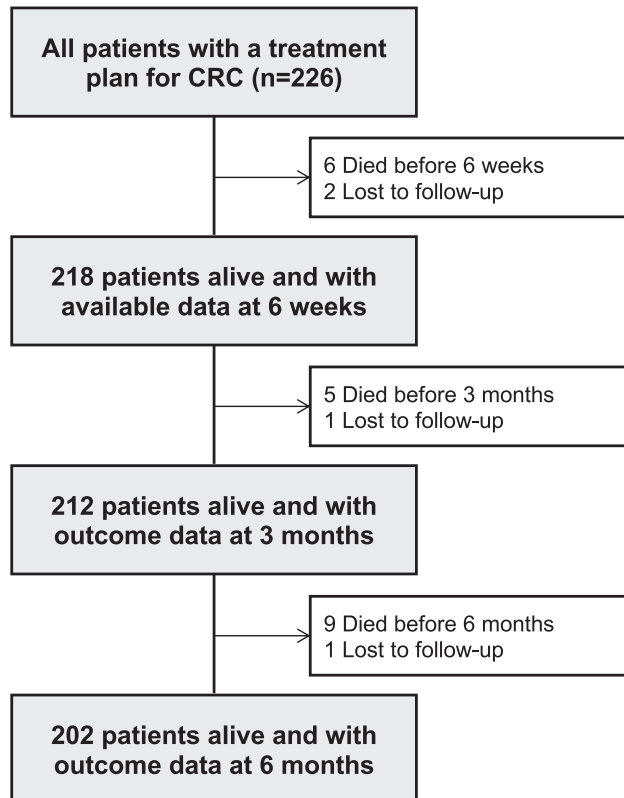 All patients with a treatment
plan for CRC (n=226)
6 Died before 6 weeks
2 Lost to follow-up
218 patients alive and with
available data at 6 weeks
5 Died before 3 months
1 Lost to follow-up
212 patients alive and with
outcome data at 3 months
9 Died before 6 months
1 Lost to follow-up
202 patients alive and with
outcome data at 6 months